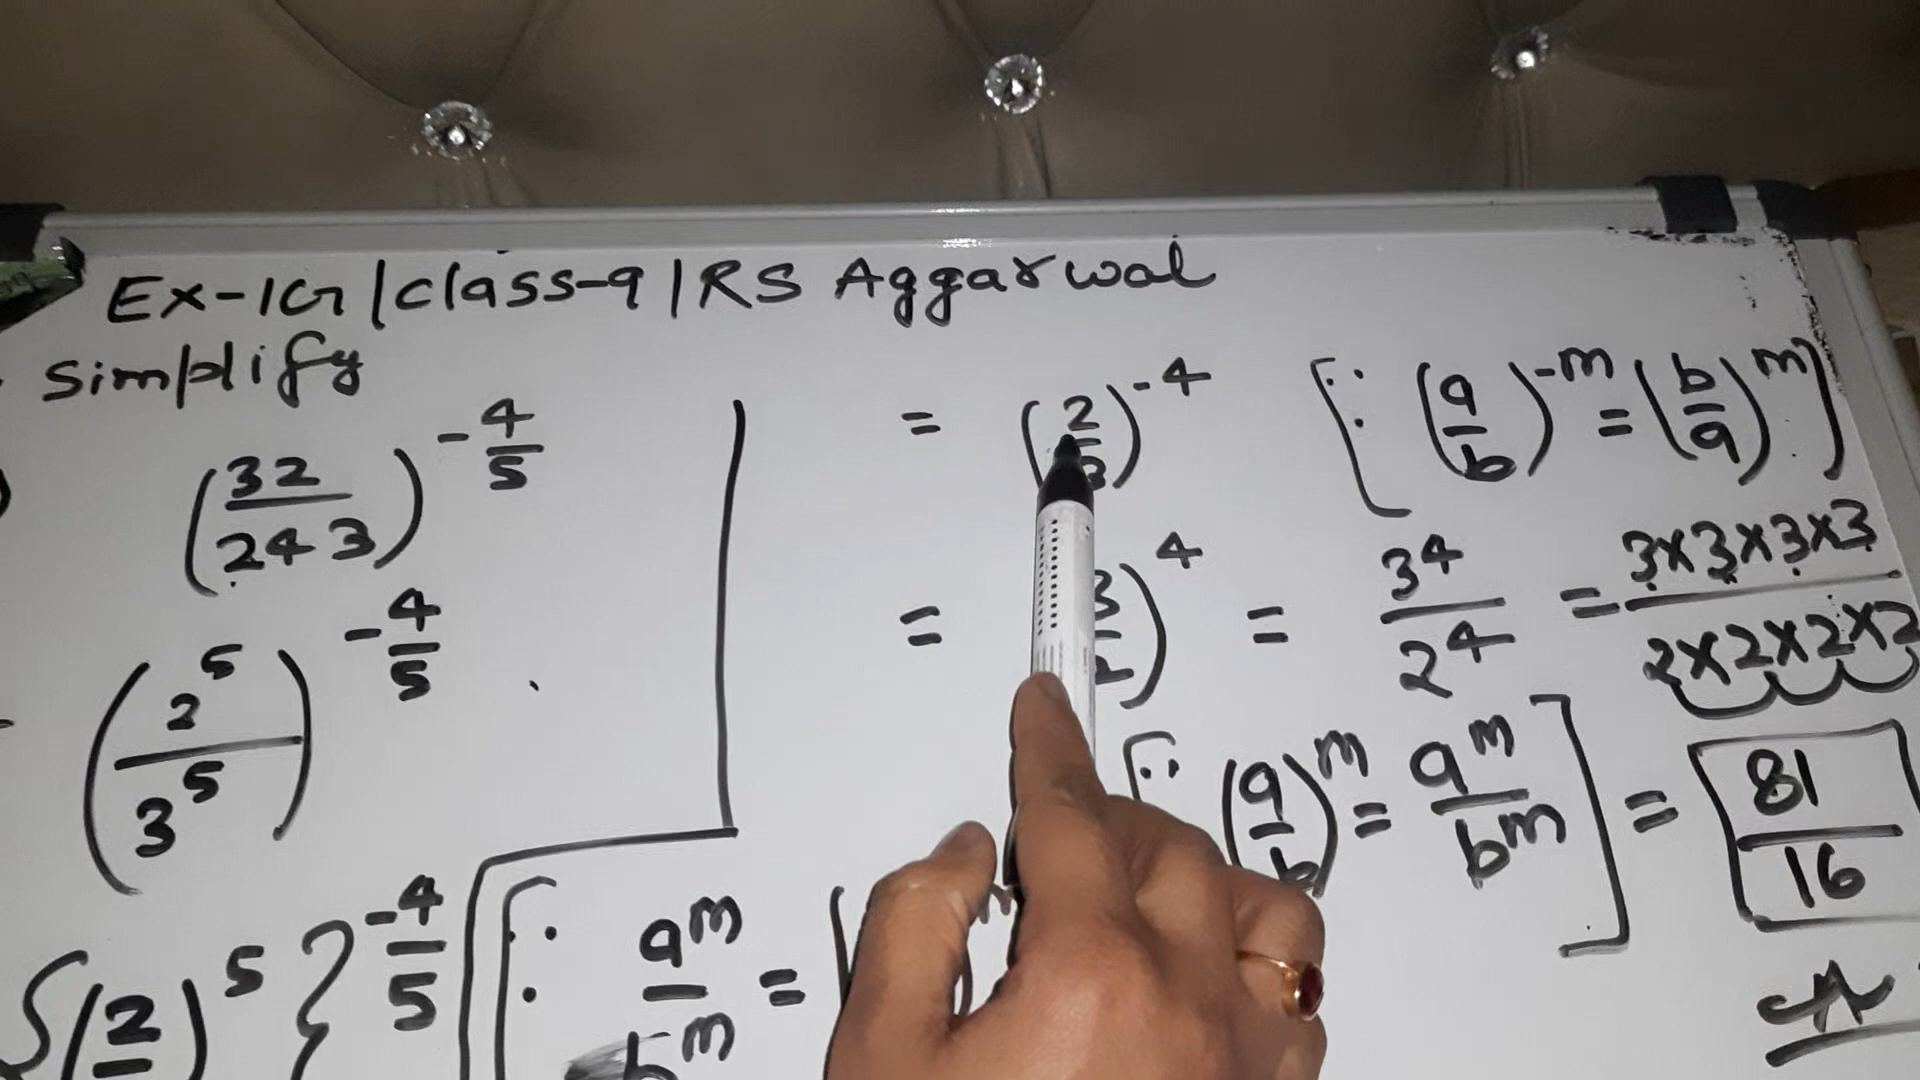 Ex-1G | class-9 | RS Aggarwal
Simplify
(32/243)^-4/5
(2^5/3^5)^-4/5
{(2/)^5}^-4/5
[∵ a^m/b^m = (
= (2/3)^-4 [∵ (a/b)^-m = (b/a)^m]
= (3/2)^4 = 3^4/2^4 = 3×3×3×3/2×2×2×2
[∵ (a/b)^m = a^m/b^m] = 81/16
A